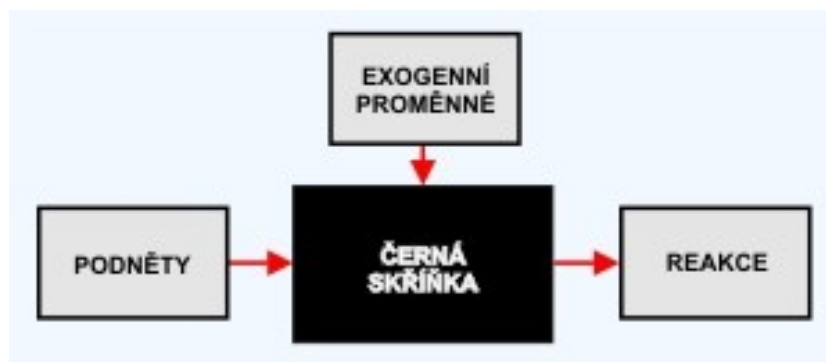 EXOGENNÍ
PROMĚNNÉ
PODNĚTY
ČERNÁ
SKŘÍŇKA
REAKCE